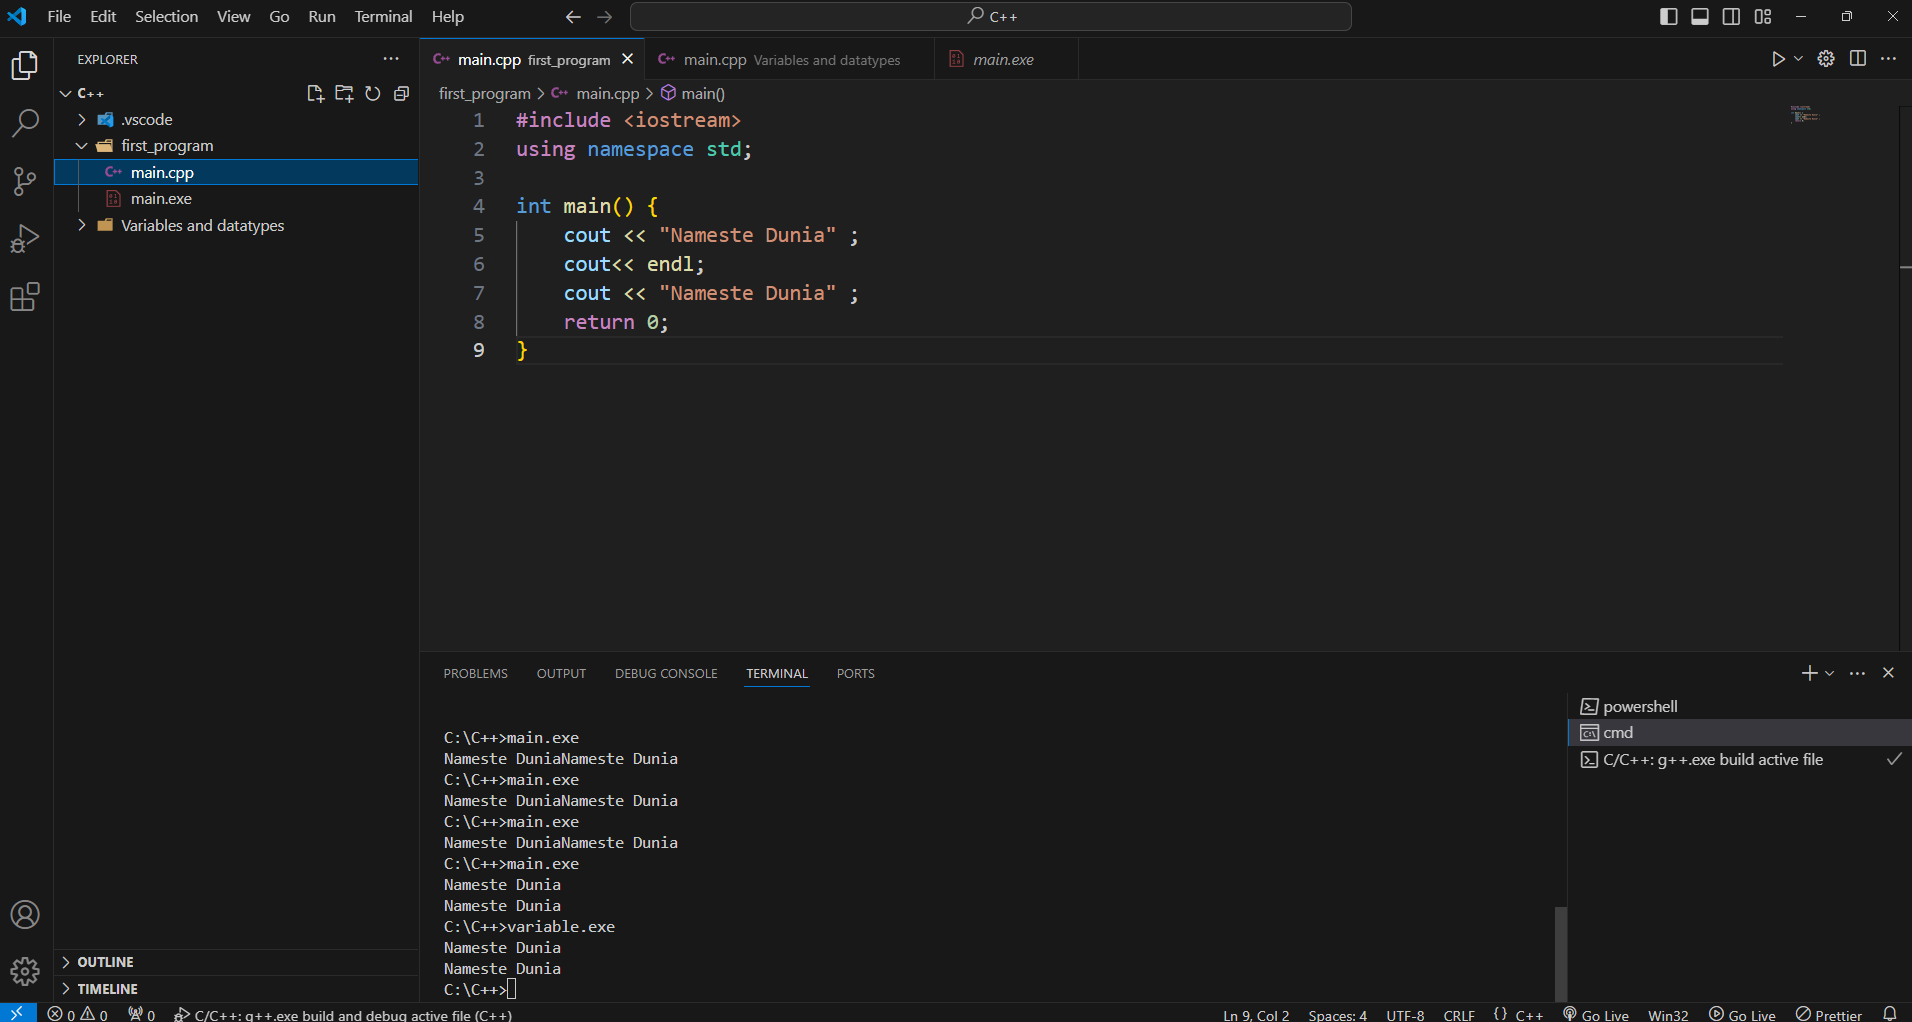 File Edit Selection View Go Run Terminal Help
C++
EXPLORER
C++
.vscode
first_program
main.cpp
main.exe
Variables and datatypes
OUTLINE
TIMELINE
C++ main.cpp first_program
C++ main.cpp Variables and datatypes
main.exe
first_program > C++ main.cpp > main()
1 #include <iostream>
2 using namespace std;
3
4 int main() {
5 cout << "Nameste Dunia" ;
6 cout<< endl;
7 cout << "Nameste Dunia" ;
8 return 0;
9 }
PROBLEMS OUTPUT DEBUG CONSOLE TERMINAL PORTS
C:\C++>main.exe
Nameste DuniaNameste Dunia
C:\C++>main.exe
Nameste DuniaNameste Dunia
C:\C++>main.exe
Nameste DuniaNameste Dunia
C:\C++>main.exe
Nameste Dunia
Nameste Dunia
C:\C++>variable.exe
Nameste Dunia
Nameste Dunia
C:\C++>
powershell
cmd
C/C++: g++.exe build active file
0 0 0 C/C++: g++.exe build and debug active file (C++) Ln 9, Col 2 Spaces: 4 UTF-8 CRLF {} C++ Go Live Win32 Go Live Prettier